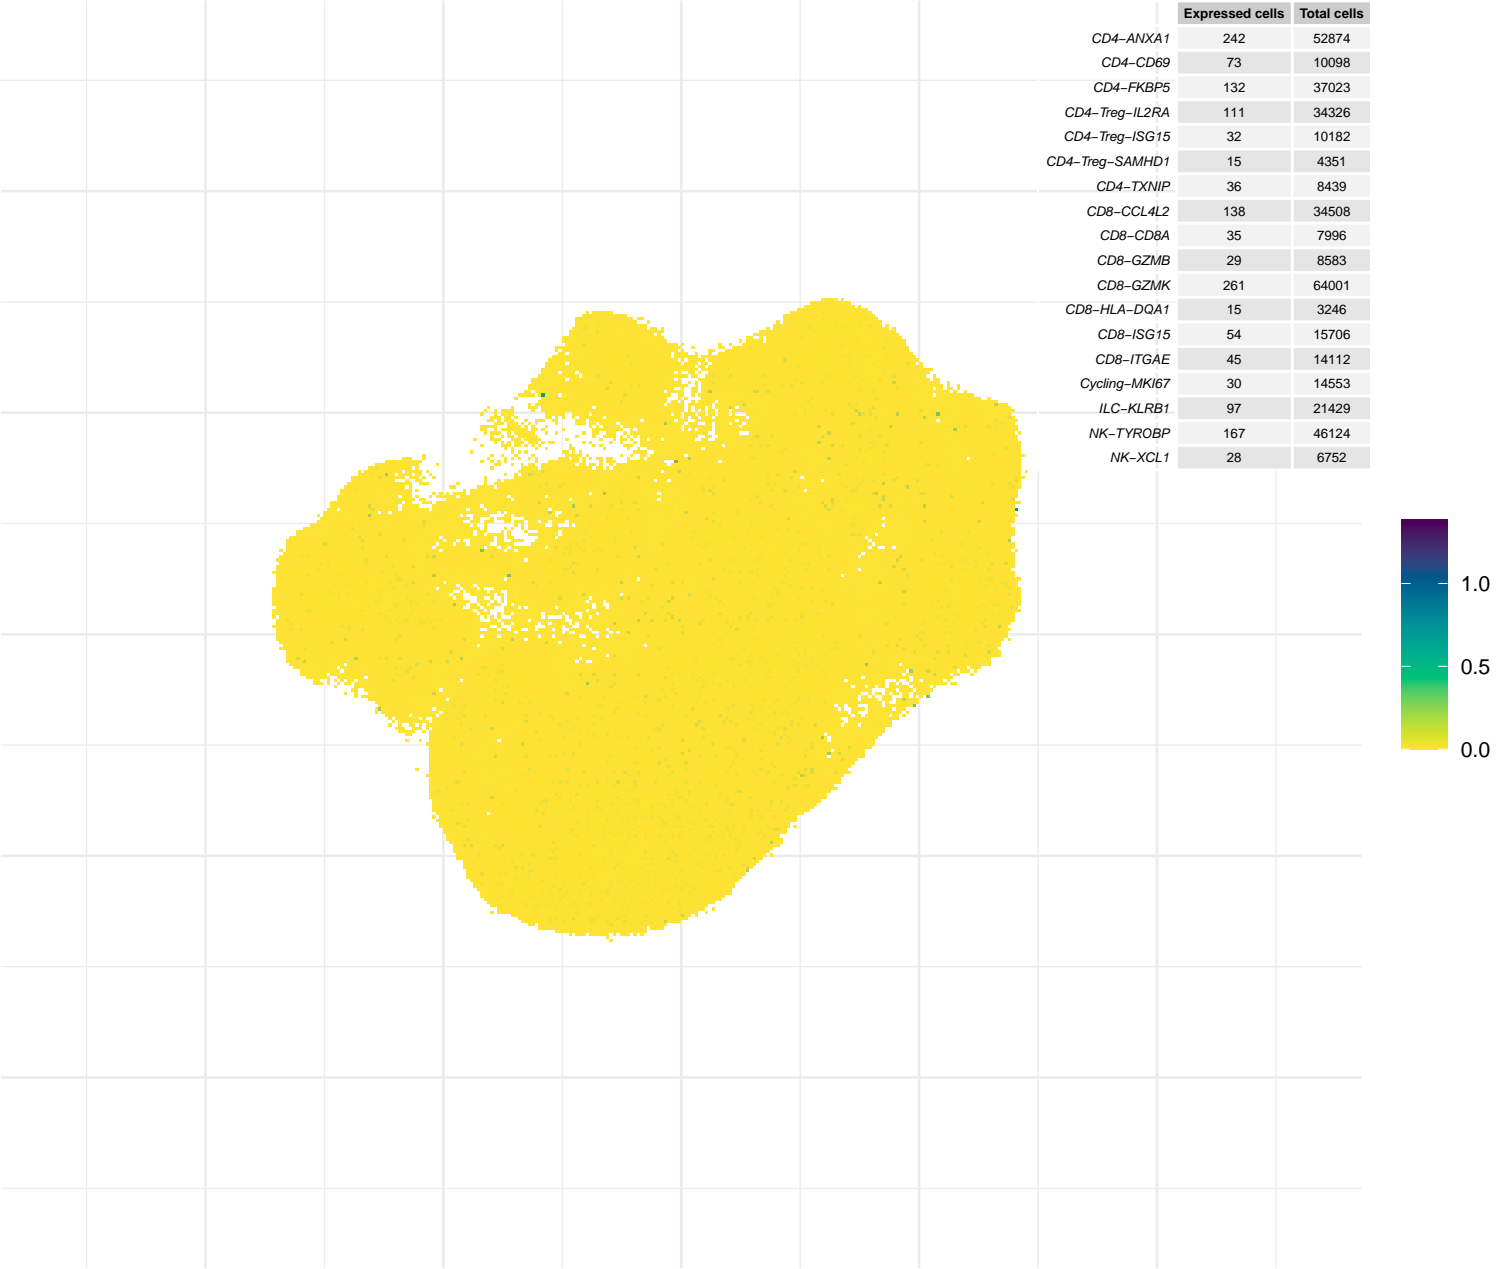 Expressed cells Total cells
CD4−ANXA1 242 52874
CD4−CD69 73 10098
CD4−FKBP5 132 37023
CD4−Treg−IL2RA 111 34326
CD4−Treg−ISG15 32 10182
CD4−Treg−SAMHD1 15 4351
CD4−TXNIP 36 8439
CD8−CCL4L2 138 34508
CD8−CD8A 35 7996
CD8−GZMB 29 8583
CD8−GZMK 261 64001
CD8−HLA−DQA1 15 3246
CD8−ISG15 54 15706
CD8−ITGAE 45 14112
Cycling−MKI67 30 14553
ILC−KLRB1 97 21429
NK−TYROBP 167 46124
NK−XCL1 28 6752
1.0
0.5
0.0